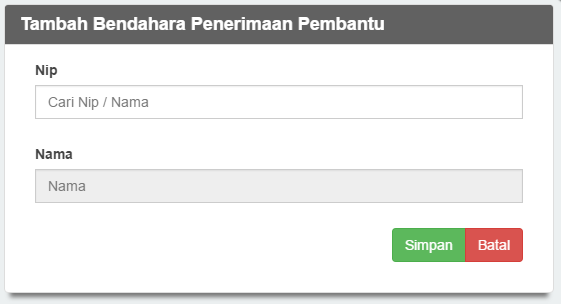 Tambah Bendahara Penerimaan Pembantu
Nip
Cari Nip / Nama
Nama
Nama
Simpan Batal